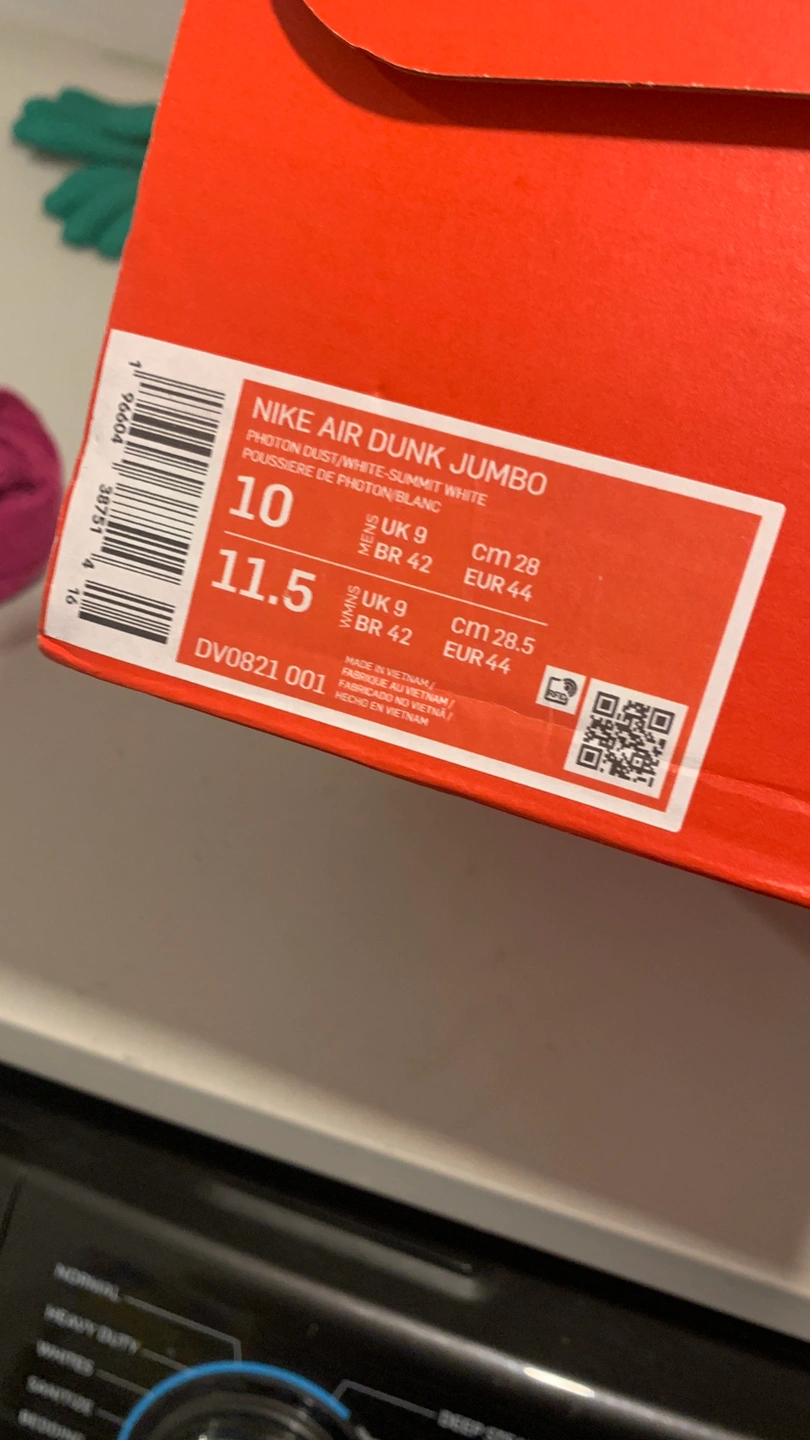 NIKE AIR DUNK JUMBO
PHOTON DUST/WHITE-SUMMIT WHITE
POUSSIERE DE PHOTON/BLANC
10
MENS
UK 9
BR 42
cm 28
EUR 44
11.5
WMNS
UK 9
BR 42
cm 28.5
EUR 44
DV0821 001
MADE IN VIETNAM /
FABRIQUE AU VIETNAM /
FABRICADO NO VIETNÃ /
HECHO EN VIETNAM
RFID
1 96604 38751 4 16
NORMAL
HEAVY DUTY
WHITES
SANITIZE
BEDDING
DEEP